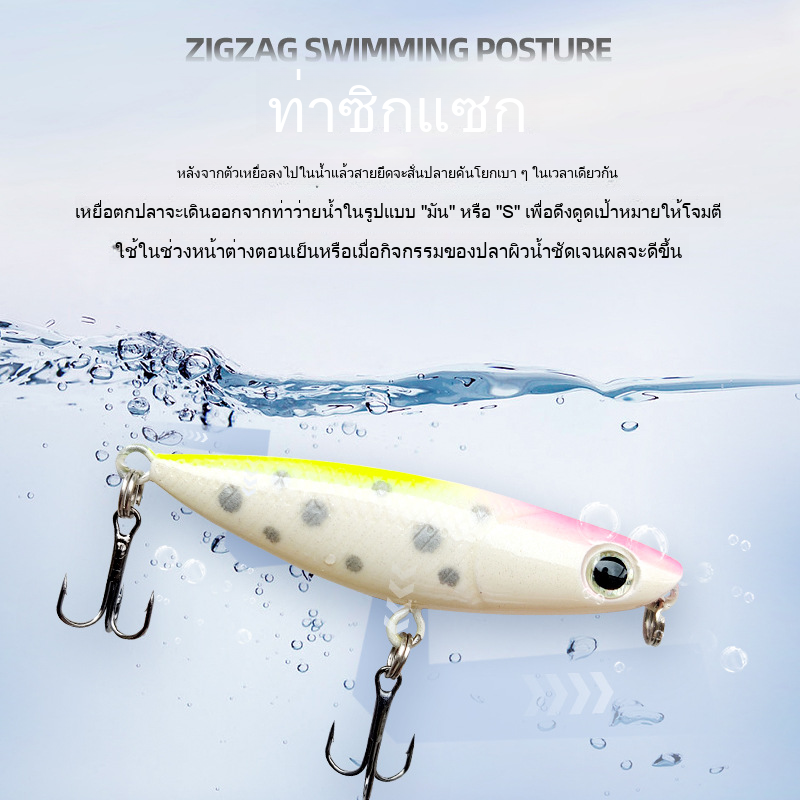 ZIGZAG SWIMMING POSTURE
ท่าซิกแซก
หลังจากตัวเหยื่อลงไปในน้ำแล้วสายยืดจะสั่นปลายคันโยกเบา ๆ ในเวลาเดียวกัน
เหยื่อตกปลาจะเดินออกจากท่าว่ายน้ำในรูปแบบ "มัน" หรือ "S" เพื่อดึงดูดเป้าหมายให้โจมตี
ใช้ในช่วงหน้าต่างตอนเย็นหรือเมื่อกิจกรรมของปลาผิวน้ำชัดเจนผลจะดีขึ้น